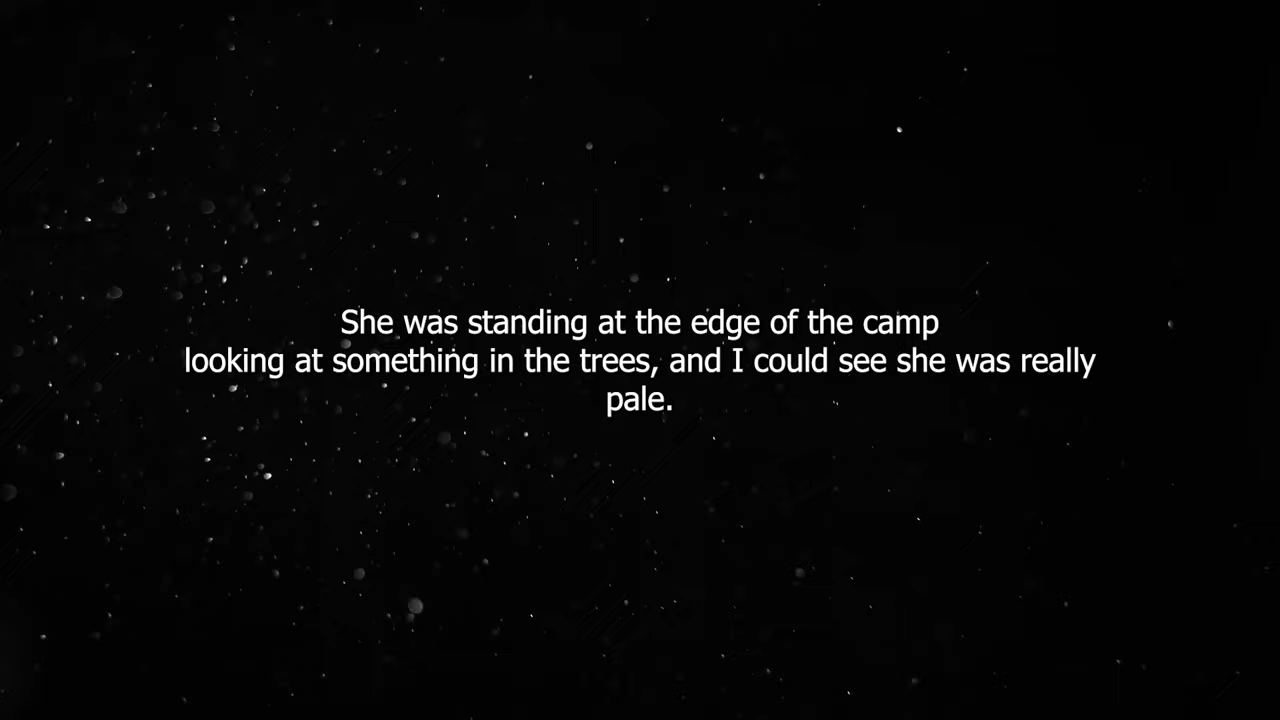 She was standing at the edge of the camp
looking at something in the trees, and I could see she was really
pale.